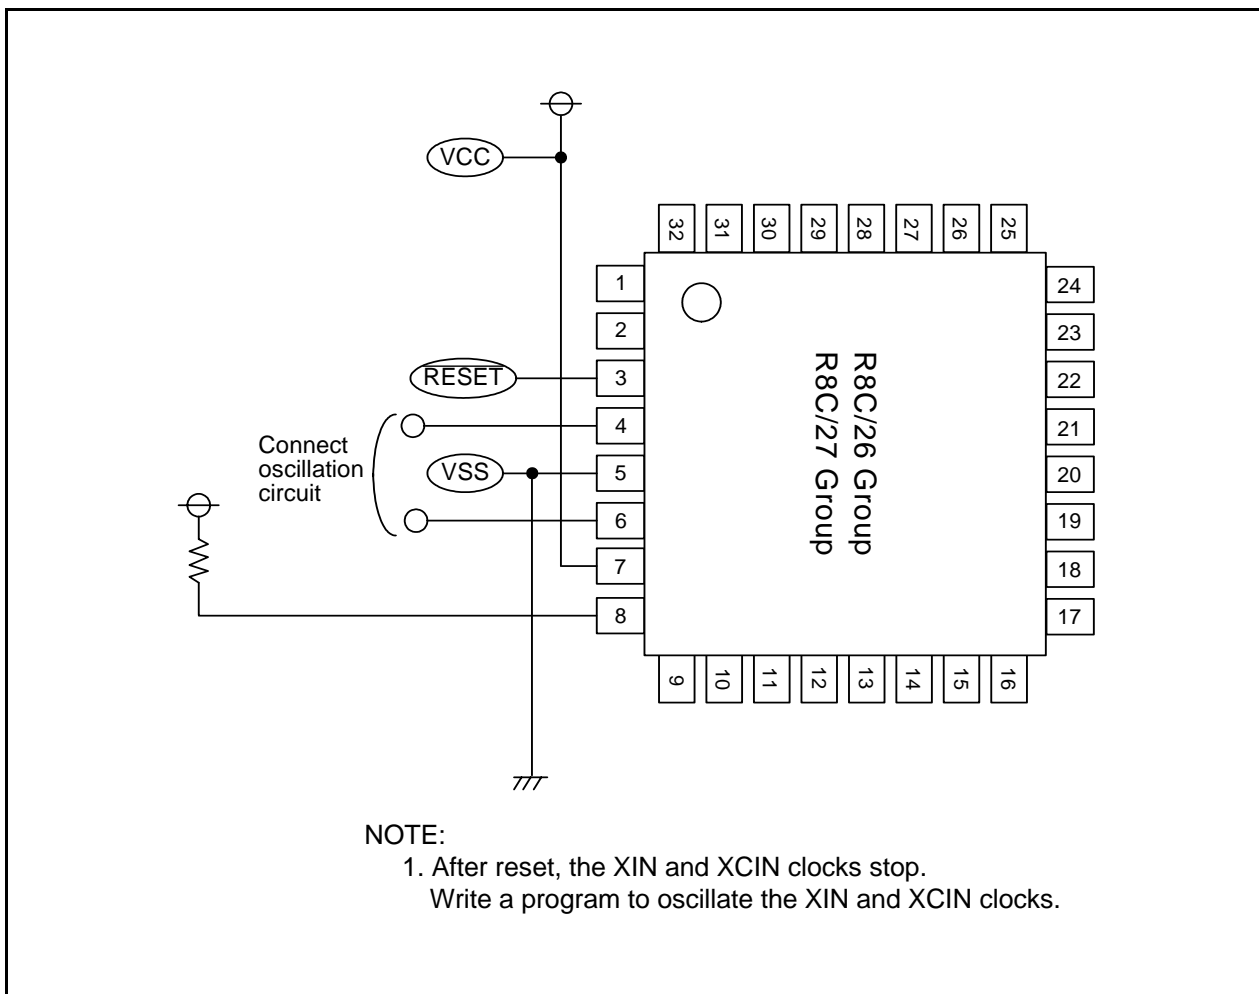 VCC
32
31
30
29
28
27
26
25
1
2
RESET
3
4
Connect
oscillation
circuit
VSS
5
6
7
8
24
23
22
21
20
19
18
17
R8C/26 Group
R8C/27 Group
9
10
11
12
13
14
15
16
NOTE:
1. After reset, the XIN and XCIN clocks stop.
Write a program to oscillate the XIN and XCIN clocks.